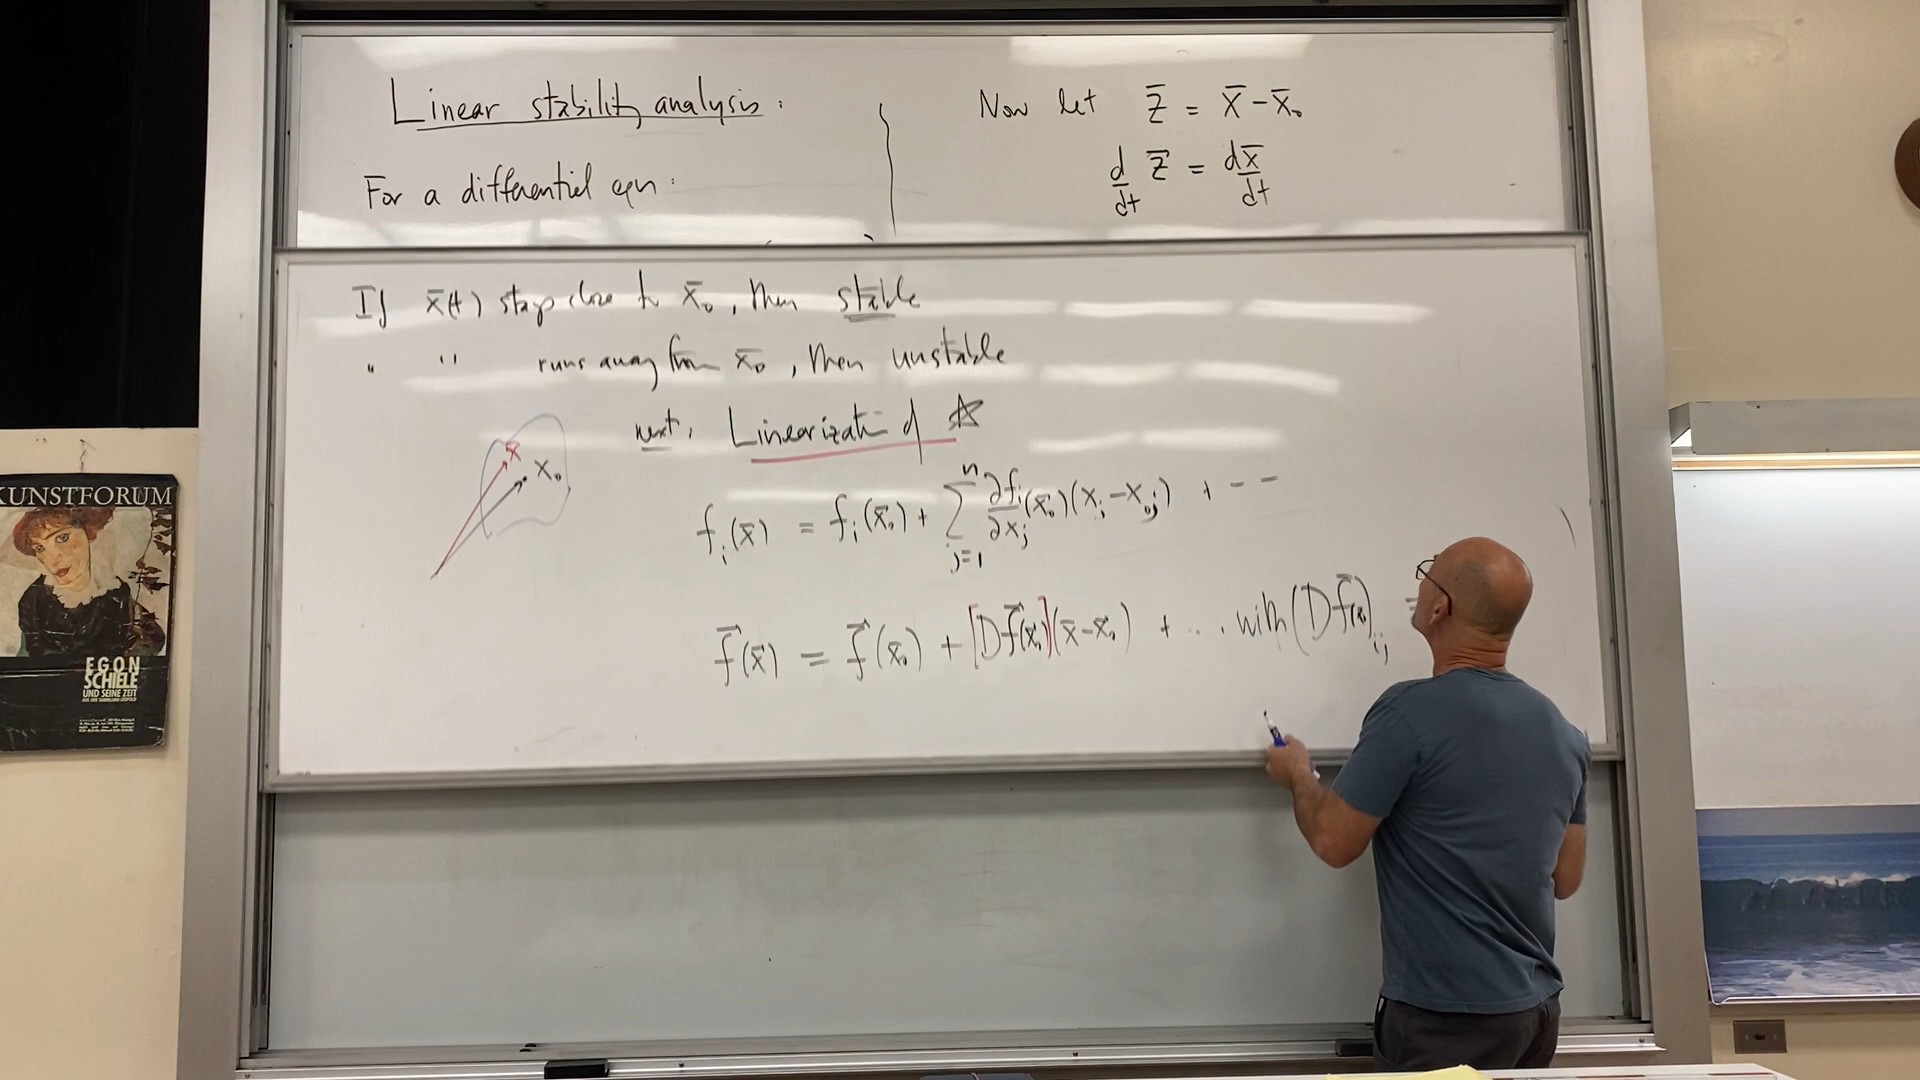 Linear stability analysis:
For a differential eqn:
Now let z̄ = x̄ - x̄₀
d/dt z̄ = dx̄/dt
If x̄(t) stays close to x̄₀, then stable
" " runs away from x̄₀, then unstable
next, Linearizati of ☆
x̄
x₀
fᵢ(x̄) = fᵢ(x̄₀) + ∑ⱼ₌₁ⁿ ∂fᵢ/∂xⱼ (x̄₀)(xⱼ - x₀ⱼ) + - -
f⃗(x̄) = f⃗(x̄₀) + [Df⃗(x̄₀)](x̄ - x̄₀) + ... with (Df⃗(x̄₀))ᵢⱼ =
KUNSTFORUM
EGON
SCHIELE
UND SEINE ZEIT